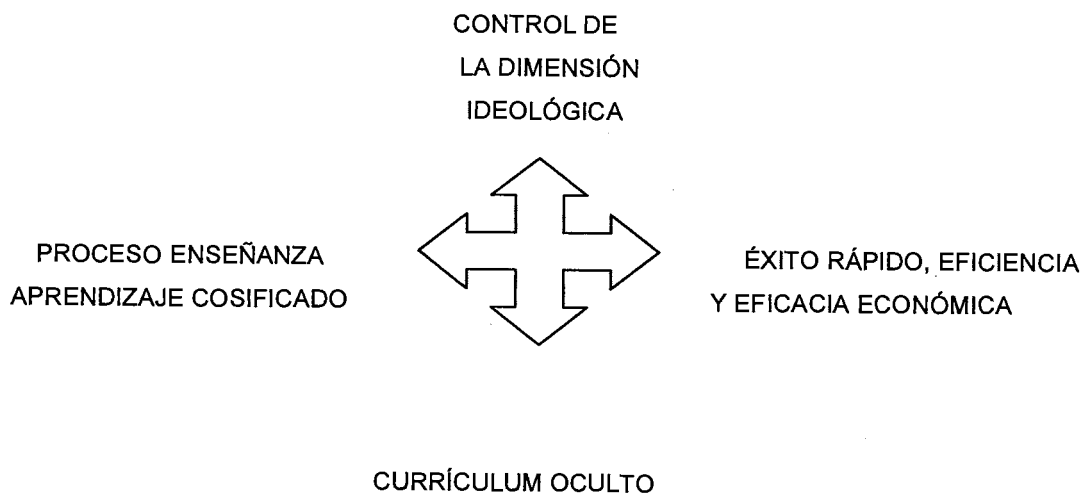 CONTROL DE
LA DIMENSIÓN
IDEOLÓGICA
PROCESO ENSEÑANZA
APRENDIZAJE COSIFICADO
ÉXITO RÁPIDO, EFICIENCIA
Y EFICACIA ECONÓMICA
CURRÍCULUM OCULTO